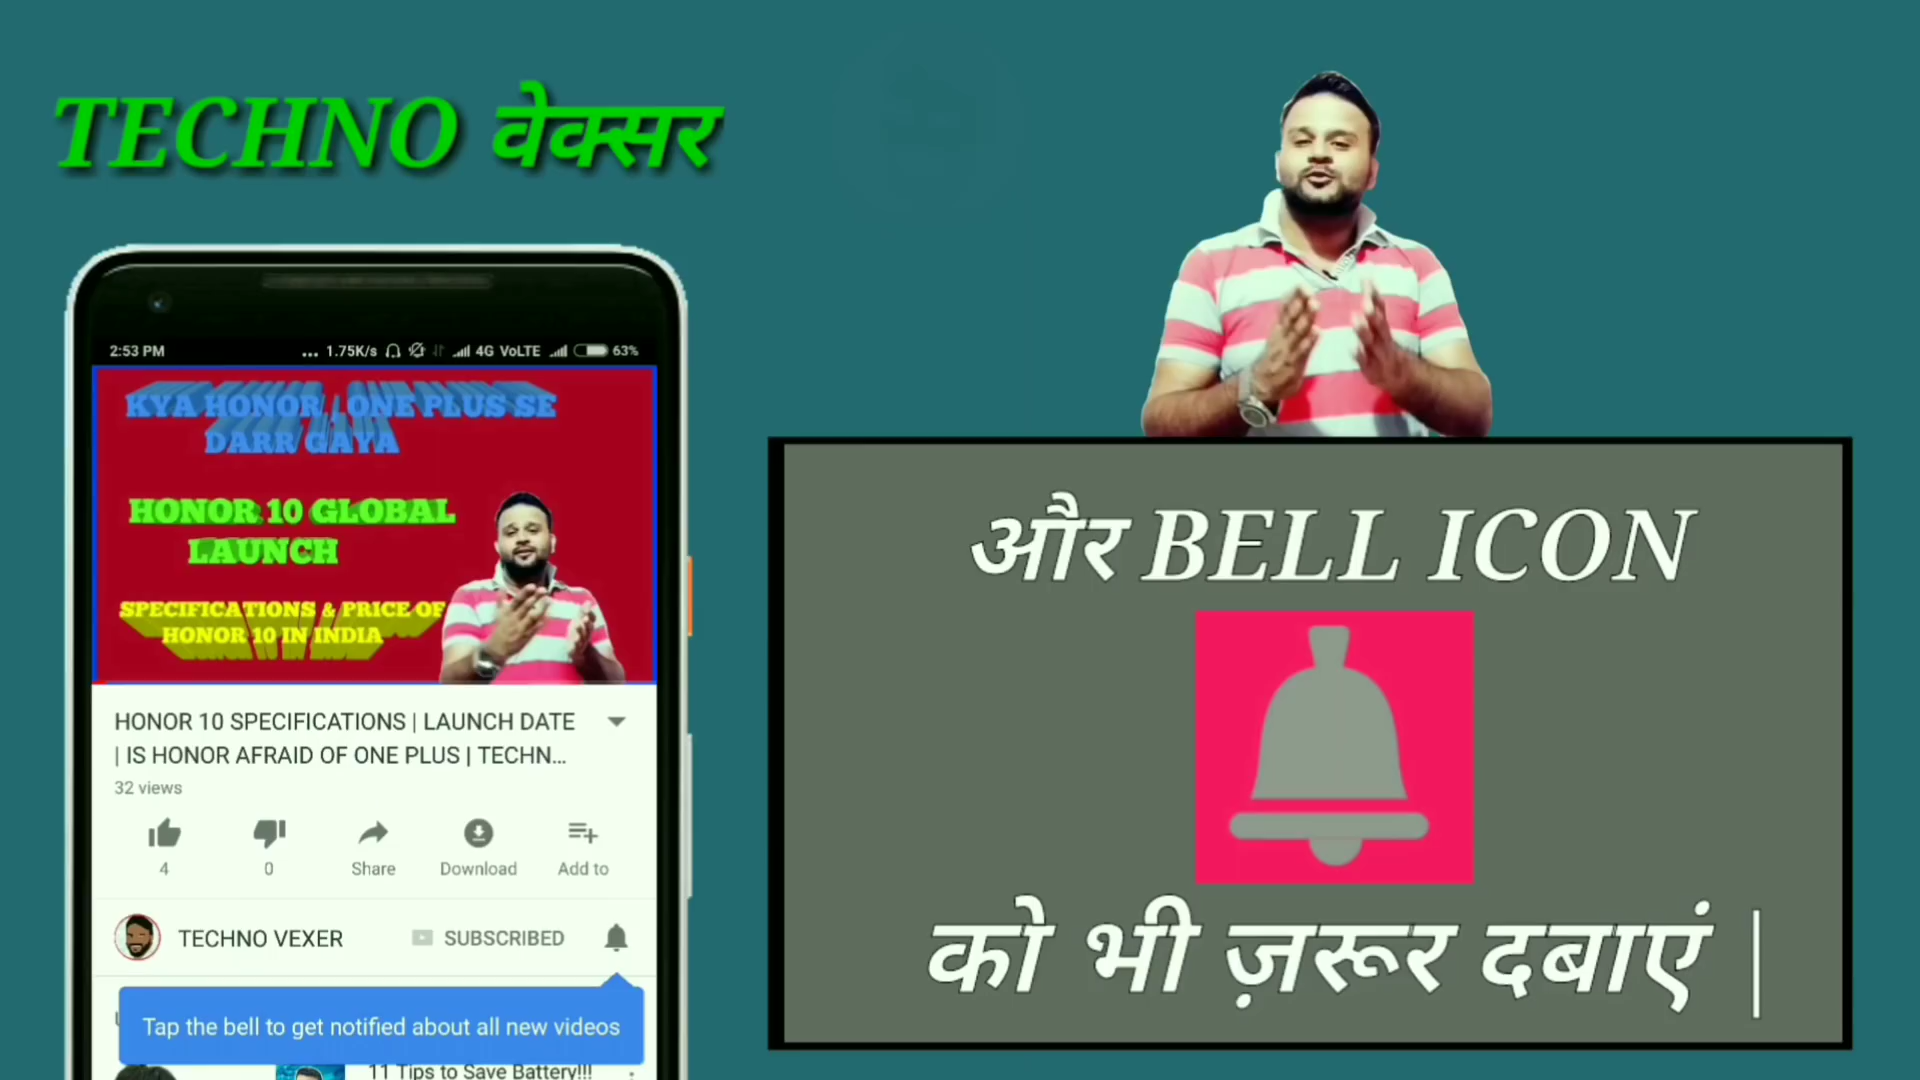 TECHNO वेक्सर
2:53 PM
... 1.75K/s 4G VoLTE 63%
KYA HONOR , ONE PLUS SE
DARR GAYA
HONOR 10 GLOBAL
LAUNCH
SPECIFICATIONS & PRICE OF
HONOR 10 IN INDIA
HONOR 10 SPECIFICATIONS | LAUNCH DATE
| IS HONOR AFRAID OF ONE PLUS | TECHN...
32 views
4 0 Share Download Add to
TECHNO VEXER SUBSCRIBED
Tap the bell to get notified about all new videos
11 Tips to Save Battery!!!
और BELL ICON
को भी ज़रूर दबाएं |